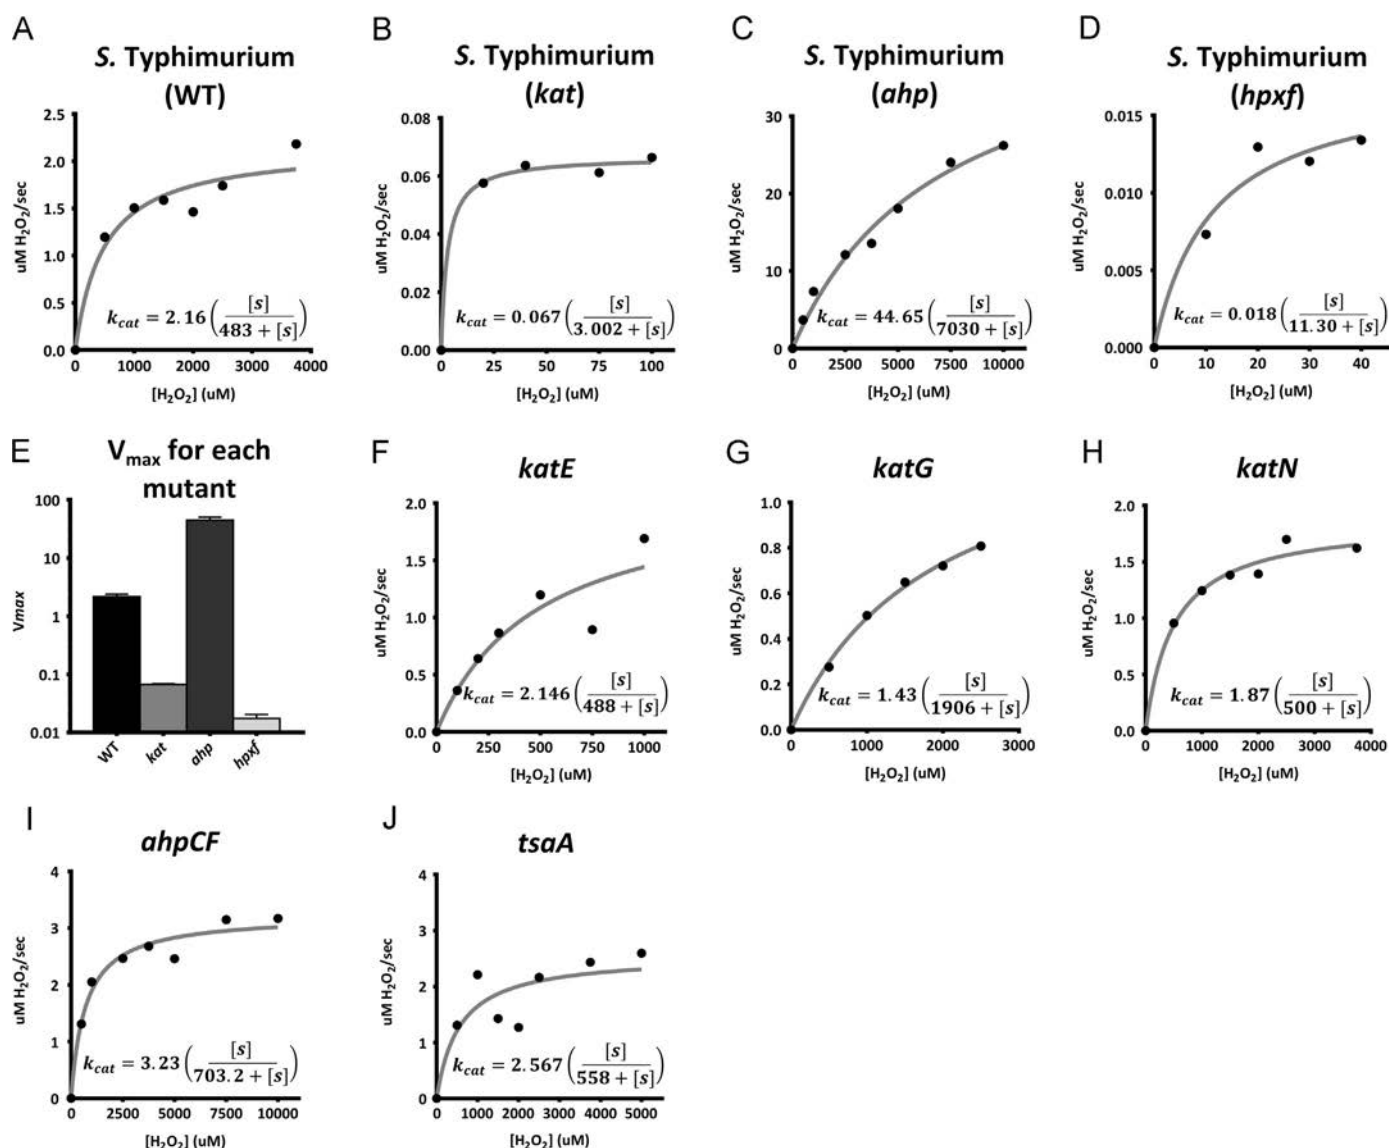 A
S. Typhimurium
(WT)
2.5
2.0
1.5
1.0
0.5
0.0
uM H₂O₂/sec
k_cat = 2.16 ( [s] / 483 + [s] )
0 1000 2000 3000 4000
[H₂O₂] (uM)
B
S. Typhimurium
(kat)
0.08
0.06
0.04
0.02
0.00
uM H₂O₂/sec
k_cat = 0.067 ( [s] / 3.002 + [s] )
0 25 50 75 100
[H₂O₂] (uM)
C
S. Typhimurium
(ahp)
30
20
10
0
uM H₂O₂/sec
k_cat = 44.65 ( [s] / 7030 + [s] )
0 2500 5000 7500 10000
[H₂O₂] (uM)
D
S. Typhimurium
(hpxf)
0.015
0.010
0.005
0.000
uM H₂O₂/sec
k_cat = 0.018 ( [s] / 11.30 + [s] )
0 10 20 30 40
[H₂O₂] (uM)
E
V_max for each
mutant
100
10
1
0.1
0.01
Vmax
WT kat ahp hpxf
F
katE
2.0
1.5
1.0
0.5
0.0
uM H₂O₂/sec
k_cat = 2.146 ( [s] / 488 + [s] )
0 250 500 750 1000
[H₂O₂] (uM)
G
katG
1.0
0.8
0.6
0.4
0.2
0.0
uM H₂O₂/sec
k_cat = 1.43 ( [s] / 1906 + [s] )
0 1000 2000 3000
[H₂O₂] (uM)
H
katN
2.0
1.5
1.0
0.5
0.0
uM H₂O₂/sec
k_cat = 1.87 ( [s] / 500 + [s] )
0 1000 2000 3000 4000
[H₂O₂] (uM)
I
ahpCF
4
3
2
1
0
uM H₂O₂/sec
k_cat = 3.23 ( [s] / 703.2 + [s] )
0 2500 5000 7500 10000
[H₂O₂] (uM)
J
tsaA
4
3
2
1
0
uM H₂O₂/sec
k_cat = 2.567 ( [s] / 558 + [s] )
0 1000 2000 3000 4000 5000
[H₂O₂] (uM)